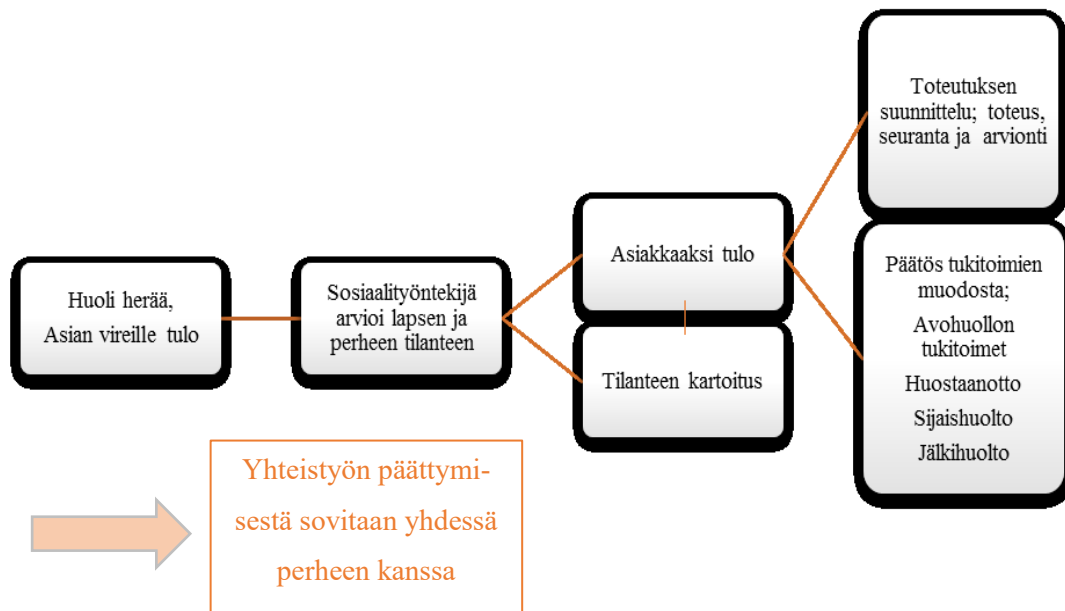 Huoli herää,
Asian vireille tulo
Sosiaalityöntekijä
arvioi lapsen ja
perheen tilanteen
Asiakkaaksi tulo
Tilanteen kartoitus
Toteutuksen
suunnittelu; toteus,
seuranta ja arvionti
Päätös tukitoimien
muodosta;
Avohuollon
tukitoimet
Huostaanotto
Sijaishuolto
Jälkihuolto
Yhteistyön päättymi-
sestä sovitaan yhdessä
perheen kanssa